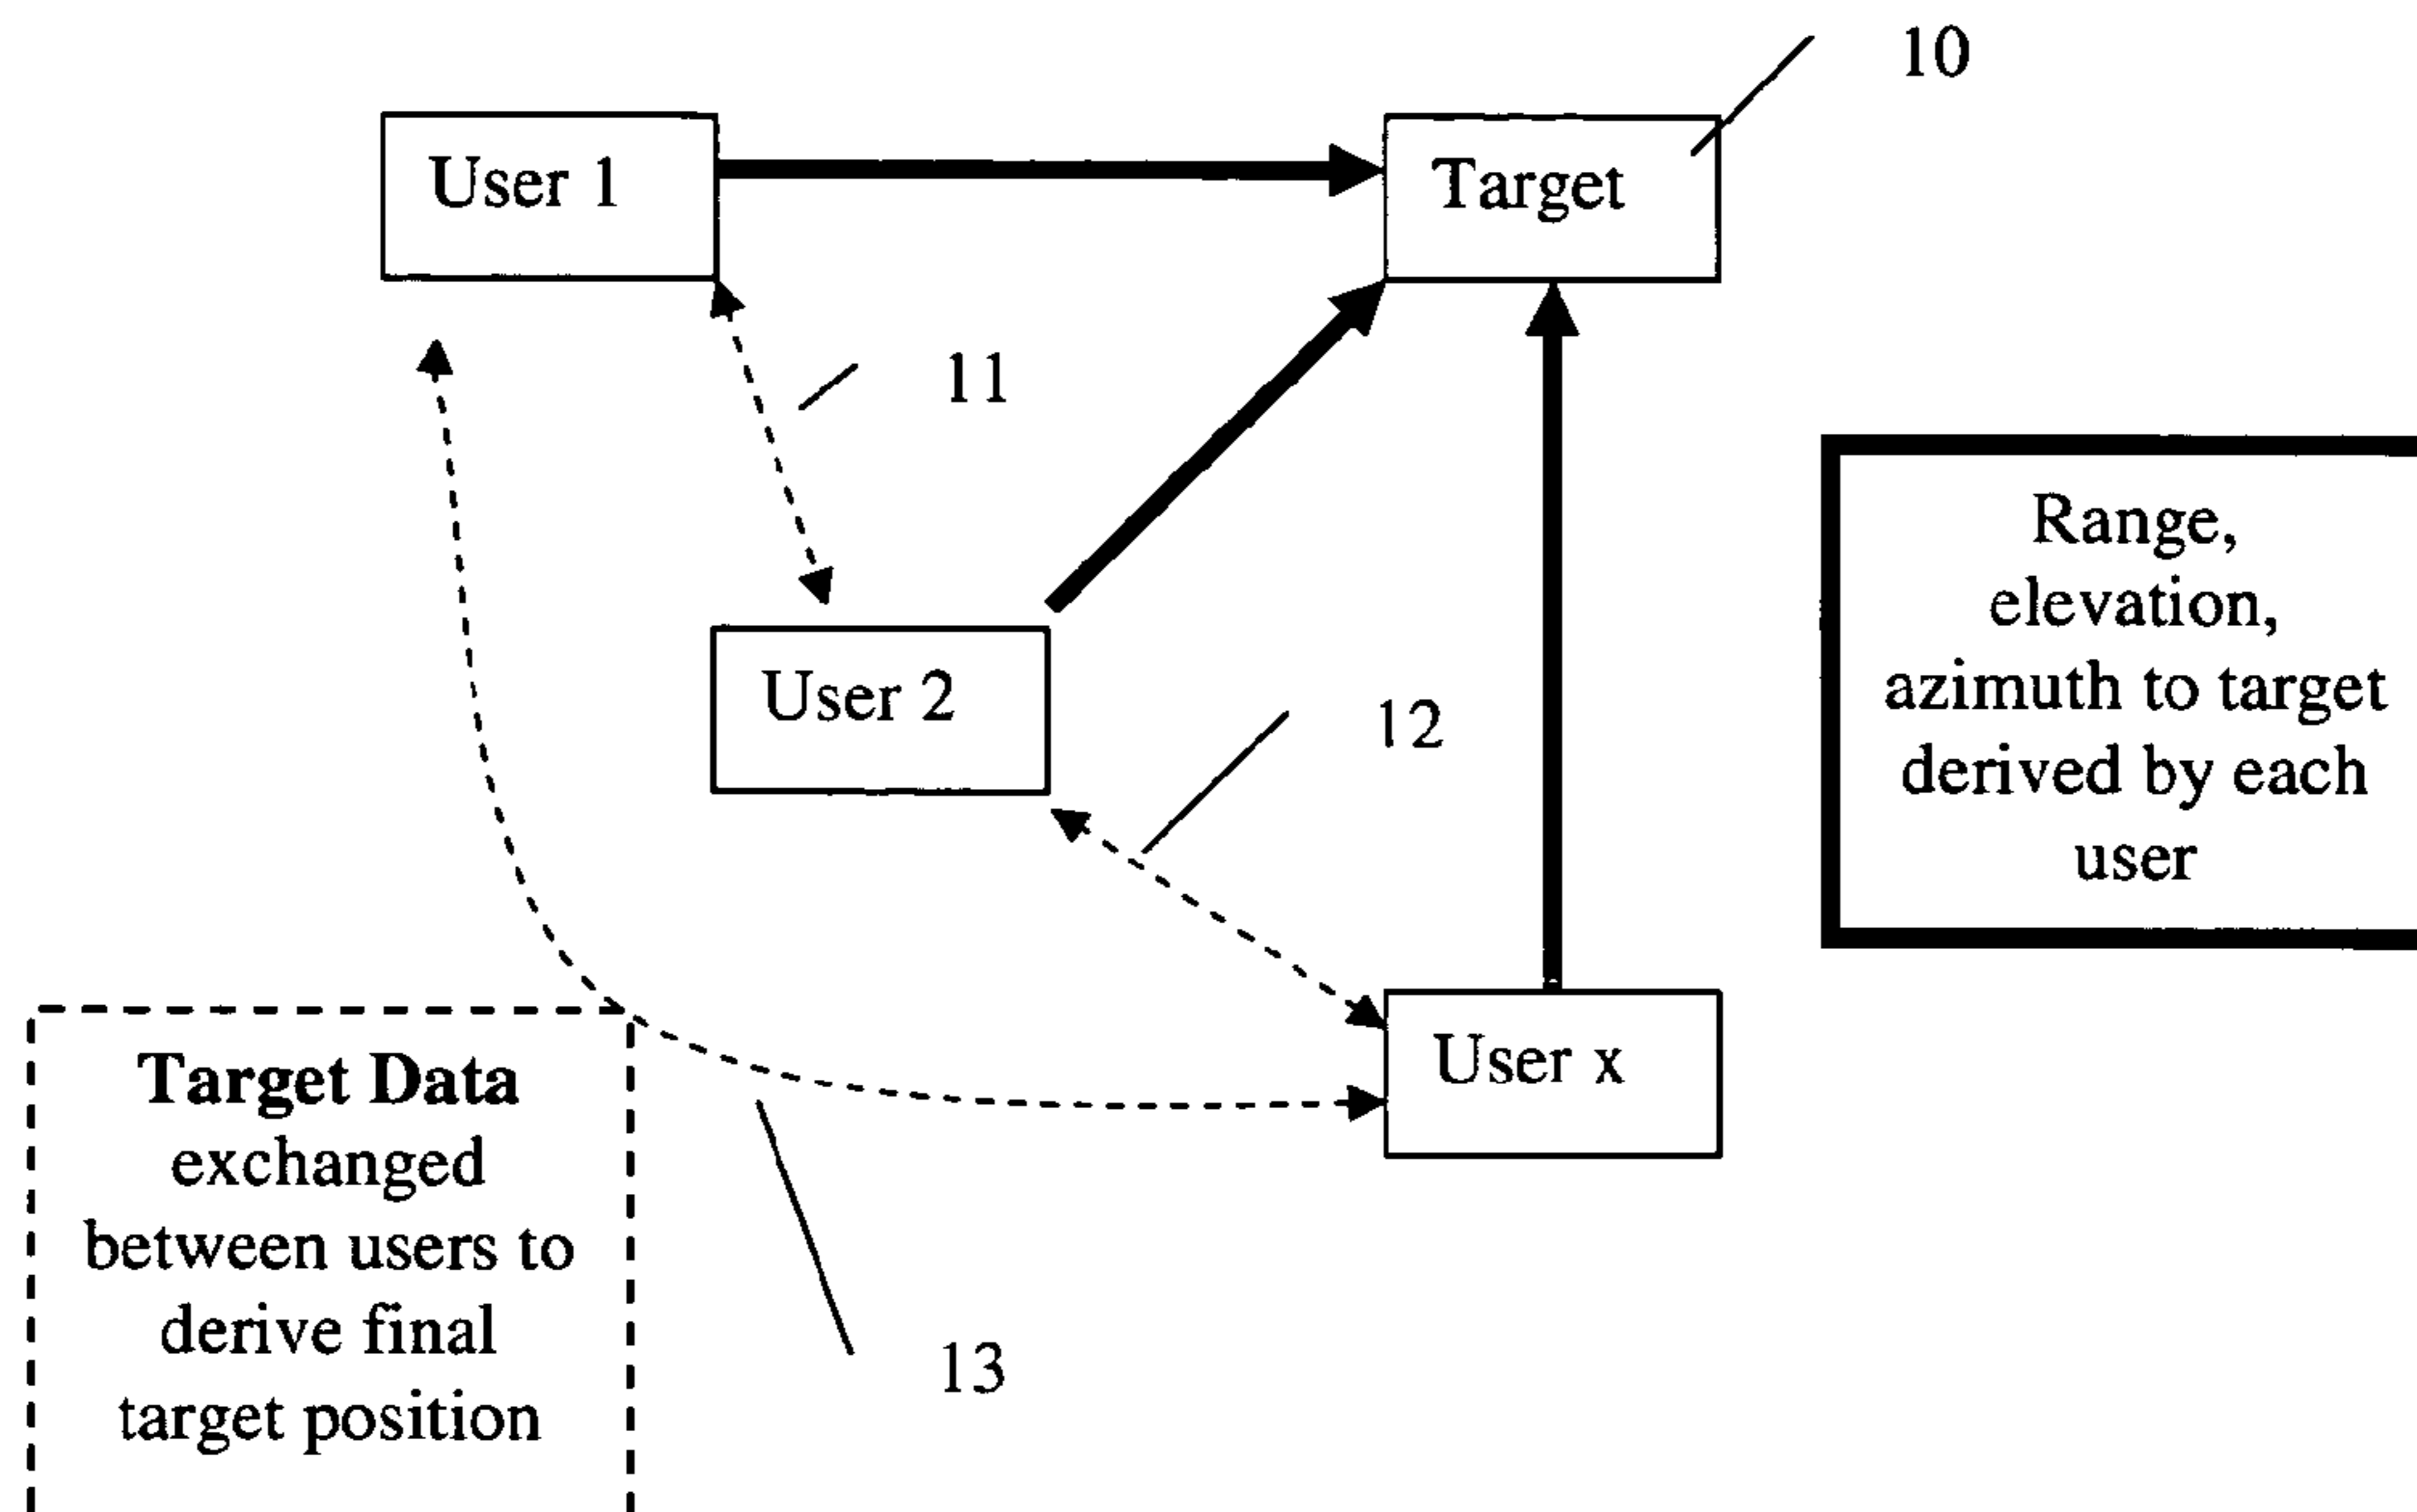 10
User 1
Target
11
Range,
elevation,
azimuth to target
derived by each
user
User 2
12
User x
Target Data
exchanged
between users to
derive final
target position
13